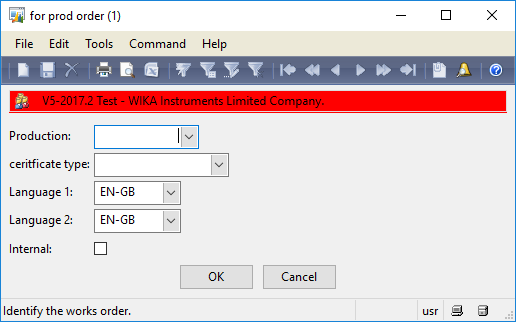 for prod order (1)
File Edit Tools Command Help
V5-2017.2 Test - WIKA Instruments Limited Company.
Production:
ceritficate type:
Language 1: EN-GB
Language 2: EN-GB
Internal:
OK Cancel
Identify the works order. usr